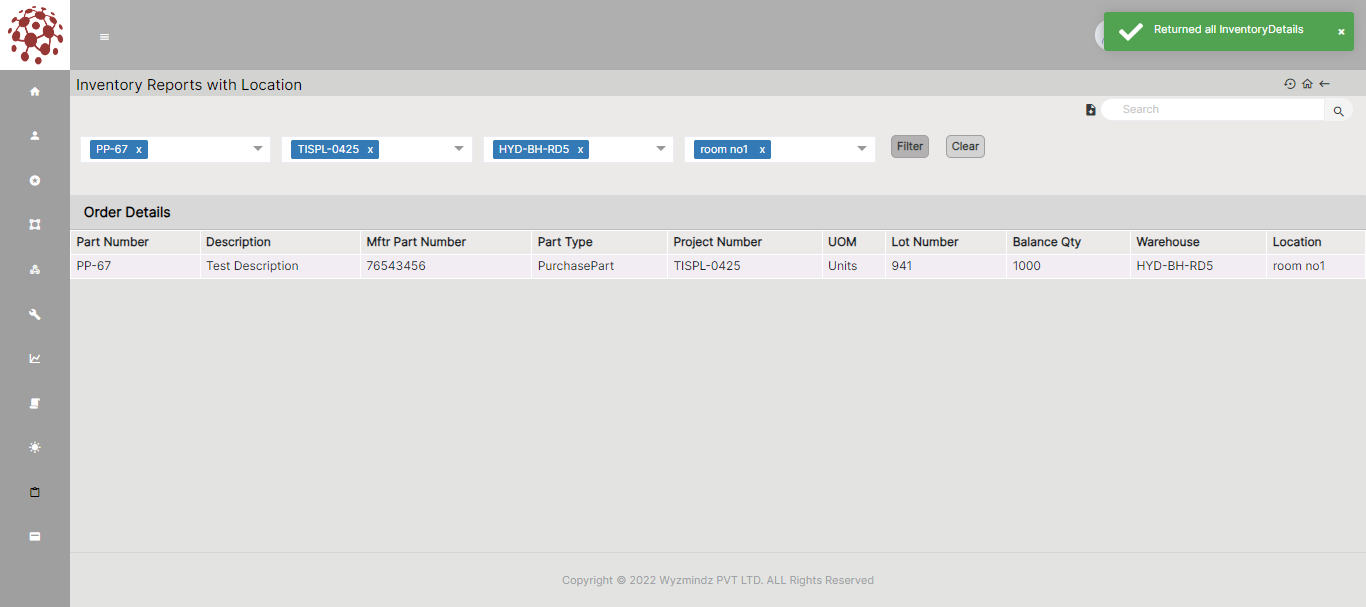 Returned all InventoryDetails ×
Inventory Reports with Location
Search
PP-67 x TISPL-0425 x HYD-BH-RD5 x room no1 x Filter Clear
Order Details
Part Number Description Mftr Part Number Part Type Project Number UOM Lot Number Balance Qty Warehouse Location
PP-67 Test Description 76543456 PurchasePart TISPL-0425 Units 941 1000 HYD-BH-RD5 room no1
Copyright © 2022 Wyzmindz PVT LTD. ALL Rights Reserved